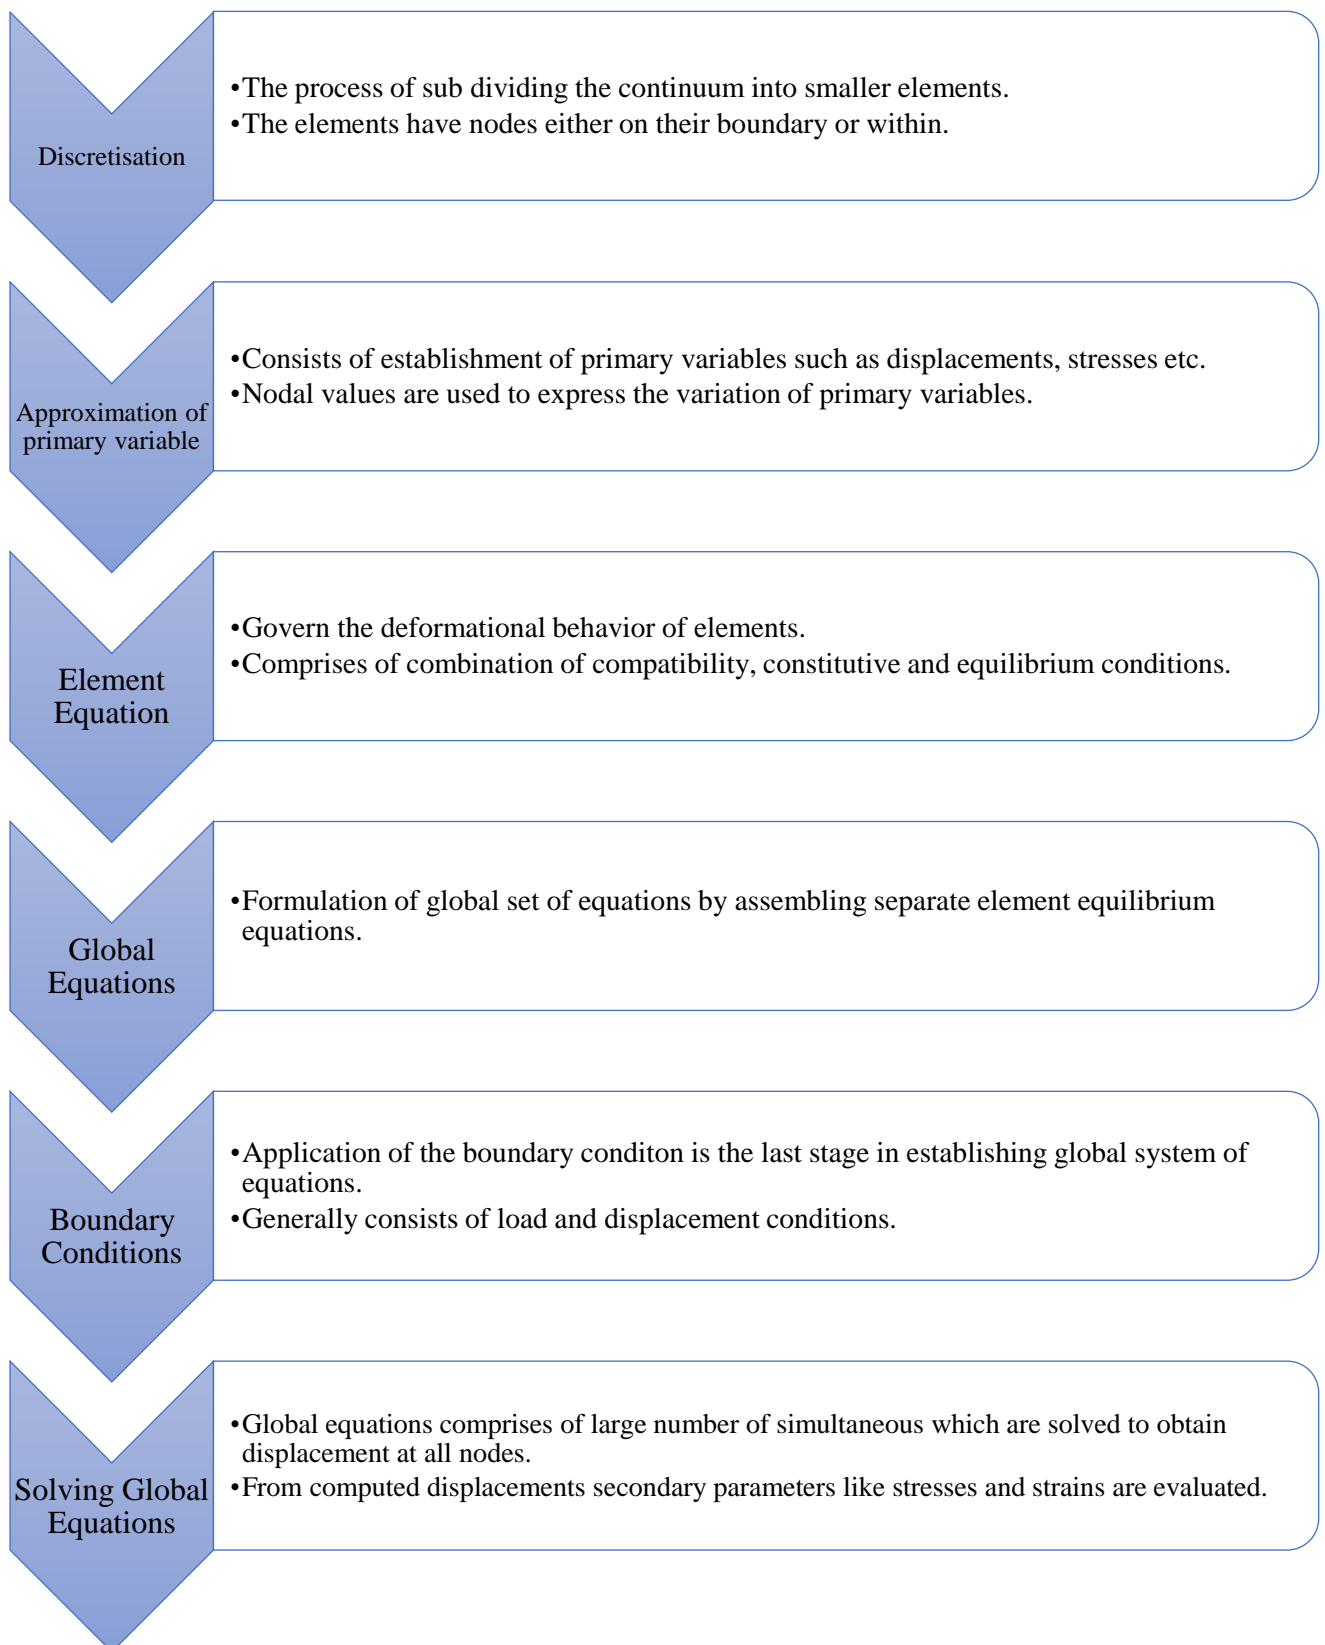 •The process of sub dividing the continuum into smaller elements.
•The elements have nodes either on their boundary or within.
Discretisation
•Consists of establishment of primary variables such as displacements, stresses etc.
•Nodal values are used to express the variation of primary variables.
Approximation of
primary variable
•Govern the deformational behavior of elements.
•Comprises of combination of compatibility, constitutive and equilibrium conditions.
Element
Equation
•Formulation of global set of equations by assembling separate element equilibrium
equations.
Global
Equations
•Application of the boundary conditon is the last stage in establishing global system of
equations.
•Generally consists of load and displacement conditions.
Boundary
Conditions
•Global equations comprises of large number of simultaneous which are solved to obtain
displacement at all nodes.
•From computed displacements secondary parameters like stresses and strains are evaluated.
Solving Global
Equations